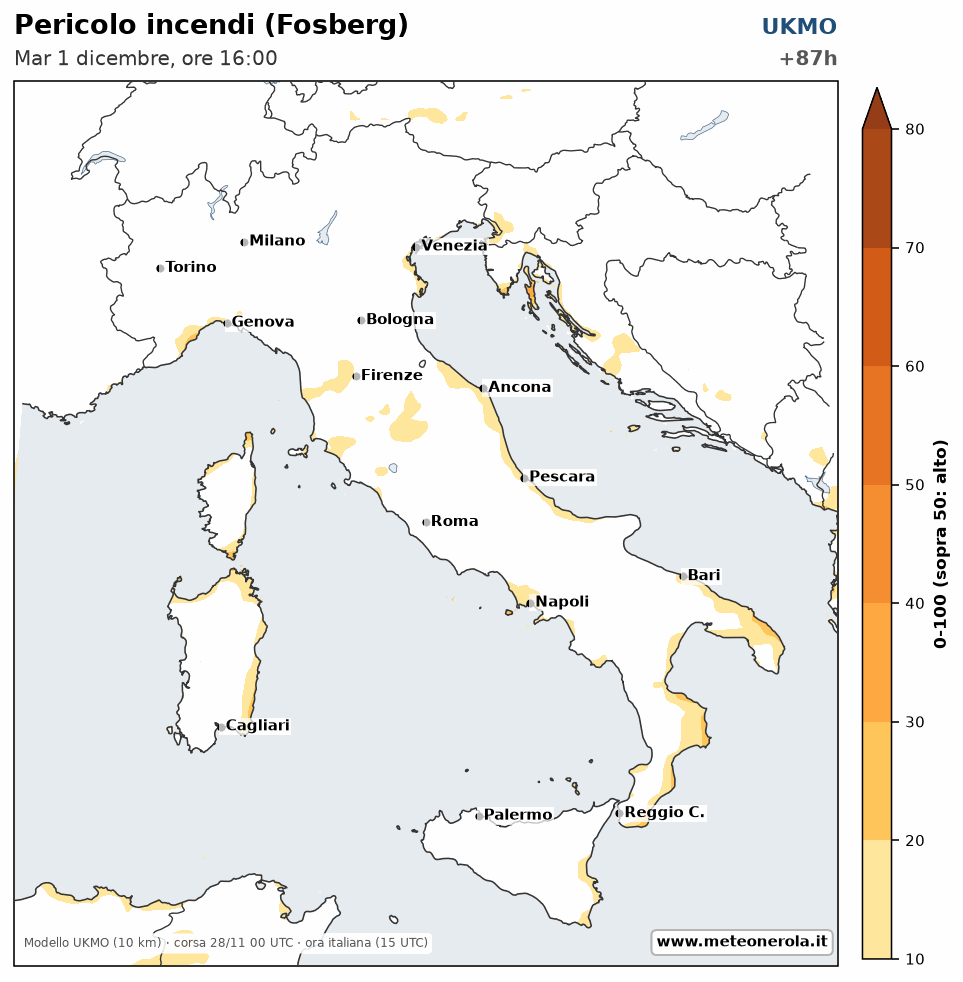 Pericolo incendi (Fosberg)
UKMO
Mar 1 dicembre, ore 16:00
+87h
Milano
Venezia
Torino
Genova
Bologna
Firenze
Ancona
Pescara
Roma
Bari
Napoli
Cagliari
Palermo
Reggio C.
80
70
60
50
40
30
20
10
0-100 (sopra 50: alto)
Modello UKMO (10 km) · corsa 28/11 00 UTC · ora italiana (15 UTC)
www.meteonerola.it